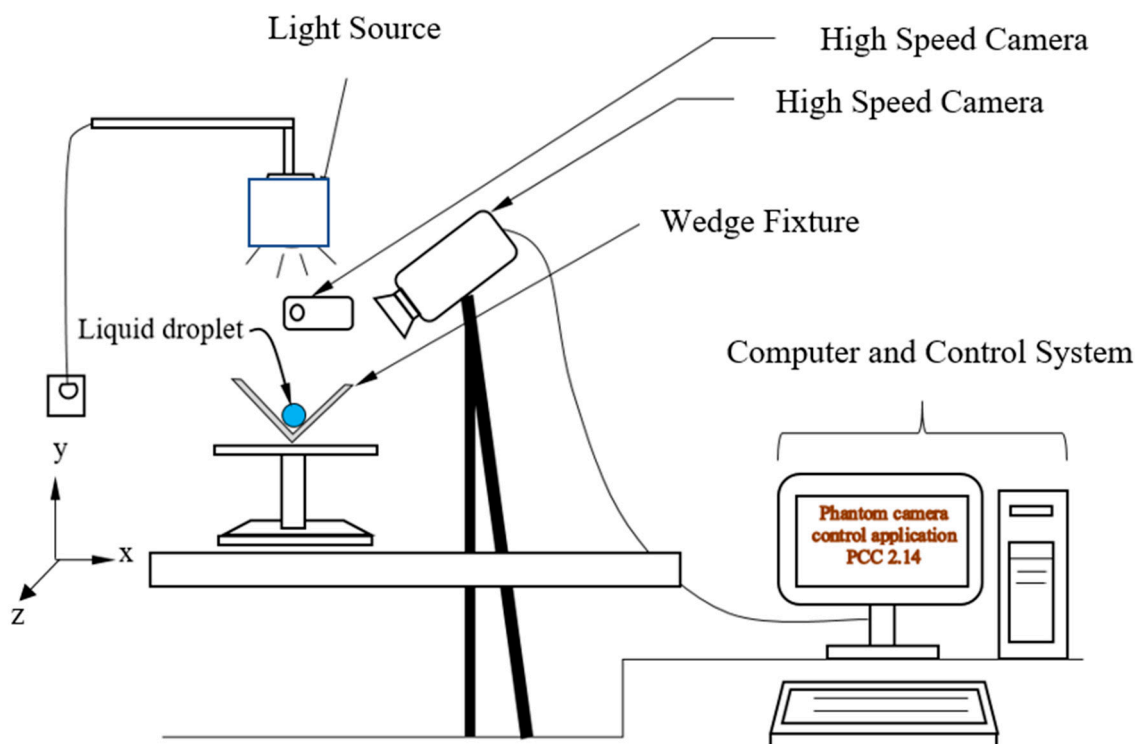 Light Source
High Speed Camera
High Speed Camera
Wedge Fixture
Liquid droplet
Computer and Control System
y
x
z
Phantom camera
control application
PCC 2.14